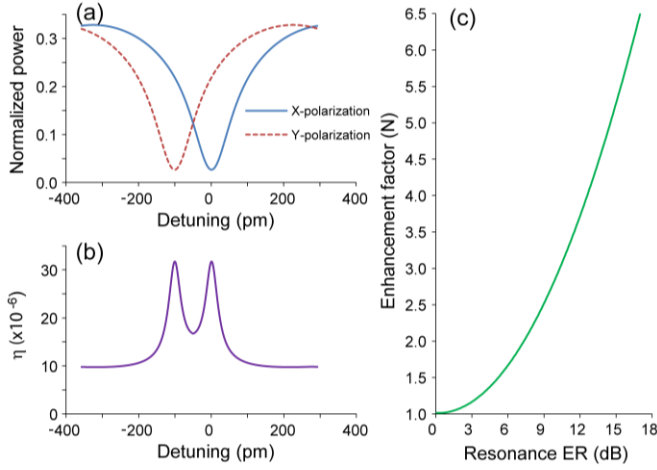 (a)
Normalized power
0.3
0.2
0.1
0.0
X-polarization
Y-polarization
-400 -200 0 200 400
Detuning (pm)
(b)
η (x10⁻⁶)
30
20
10
0
-400 -200 0 200 400
Detuning (pm)
(c)
Enhancement factor (N)
6.5
6.0
5.5
5.0
4.5
4.0
3.5
3.0
2.5
2.0
1.5
1.0
0 3 6 9 12 15 18
Resonance ER (dB)